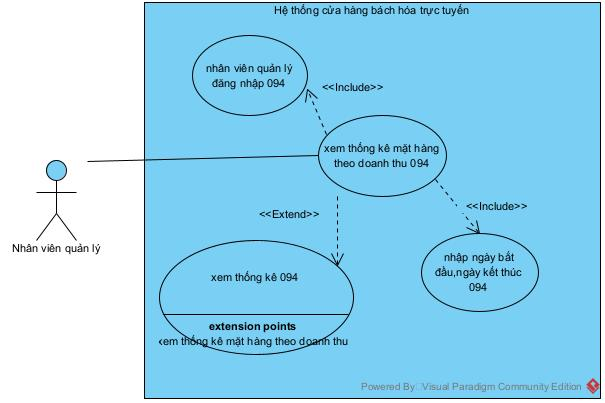 Hệ thống cửa hàng bách hóa trực tuyến
nhân viên quản lý
đăng nhập 094
<<Include>>
xem thống kê mặt hàng
theo doanh thu 094
Nhân viên quản lý
<<Extend>>
<<Include>>
nhập ngày bắt
đầu,ngày kết thúc
094
xem thống kê 094
extension points
xem thống kê mặt hàng theo doanh thu
Powered By Visual Paradigm Community Edition